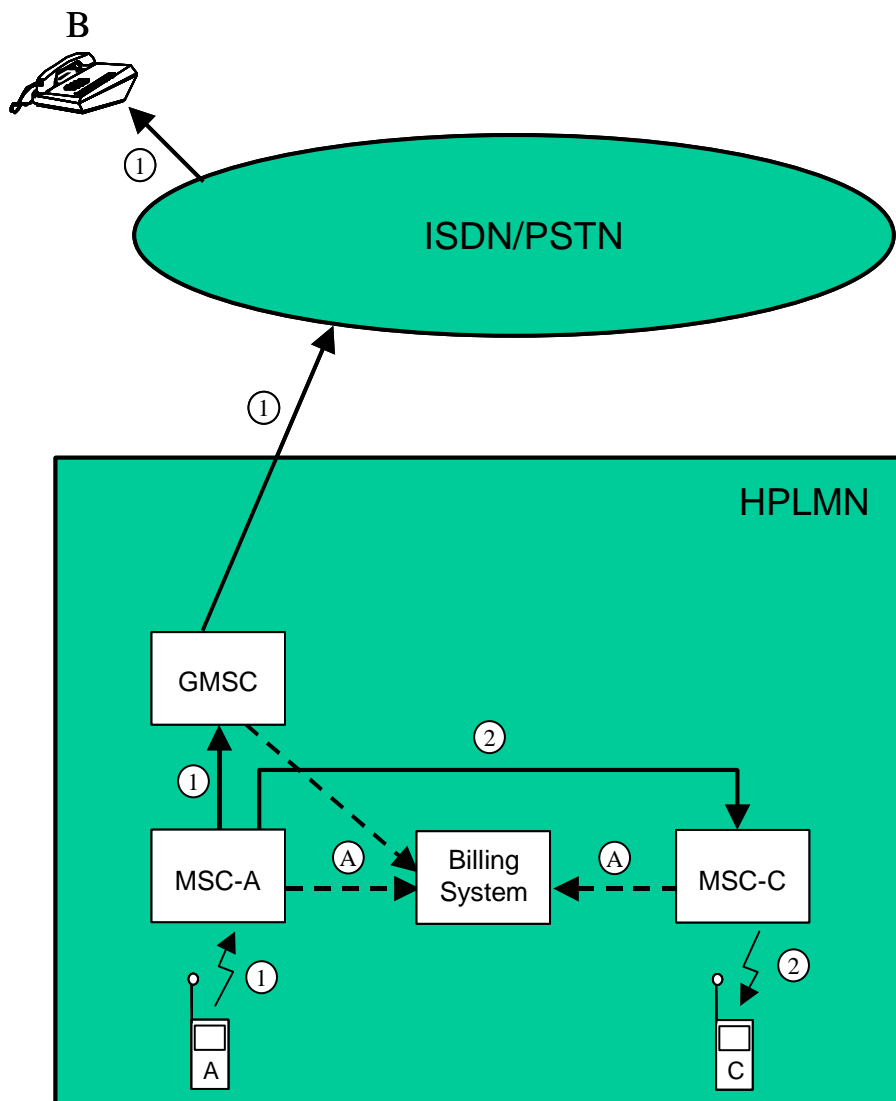 B
1
ISDN/PSTN
1
HPLMN
GMSC
2
1
MSC-A
A
Billing
System
A
MSC-C
1
2
A
C